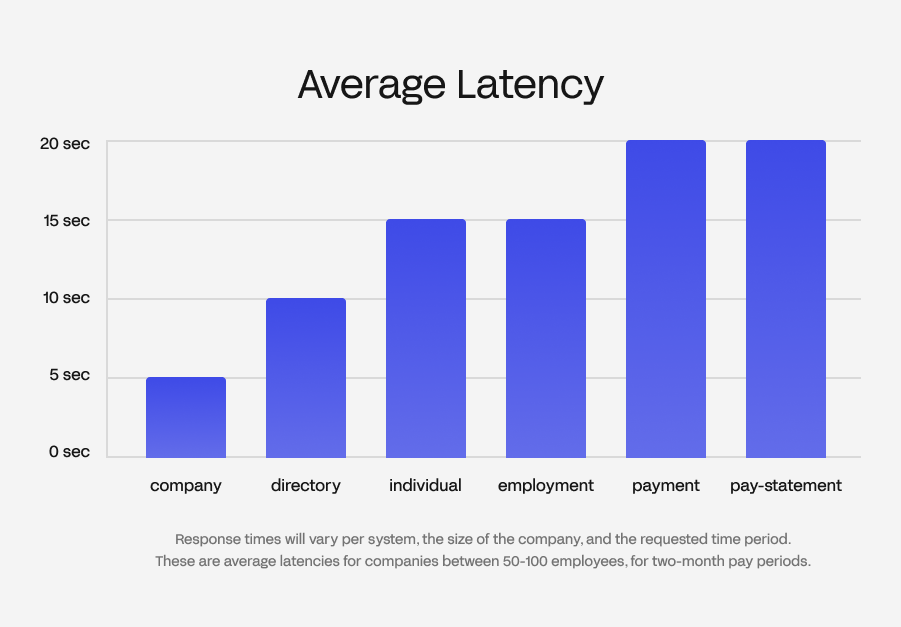 Average Latency
20 sec
15 sec
10 sec
5 sec
0 sec
company directory individual employment payment pay-statement
Response times will vary per system, the size of the company, and the requested time period.
These are average latencies for companies between 50-100 employees, for two-month pay periods.